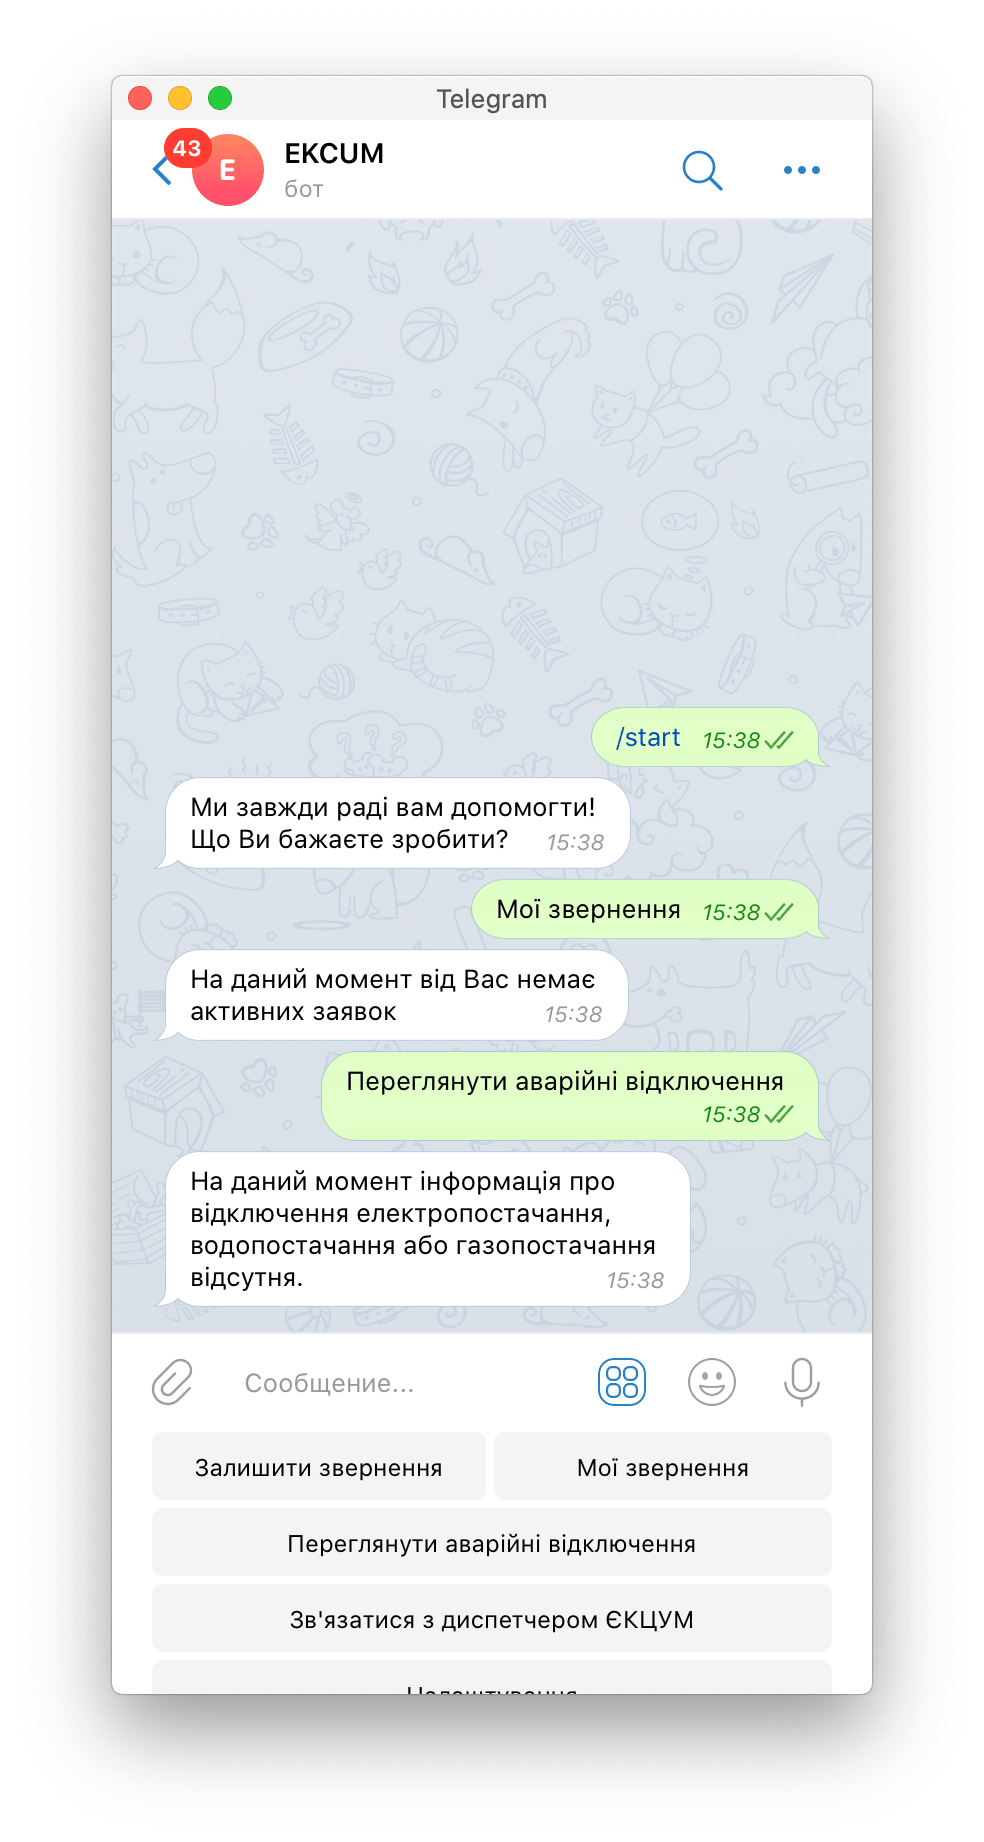 Telegram
43
E
EKCUM
бот
/start 15:38
Ми завжди раді вам допомогти!
Що Ви бажаєте зробити? 15:38
Мої звернення 15:38
На даний момент від Вас немає
активних заявок 15:38
Переглянути аварійні відключення
15:38
На даний момент інформація про
відключення електропостачання,
водопостачання або газопостачання
відсутня. 15:38
Сообщение...
Залишити звернення
Мої звернення
Переглянути аварійні відключення
Зв'язатися з диспетчером ЄКЦУМ
Налаштування